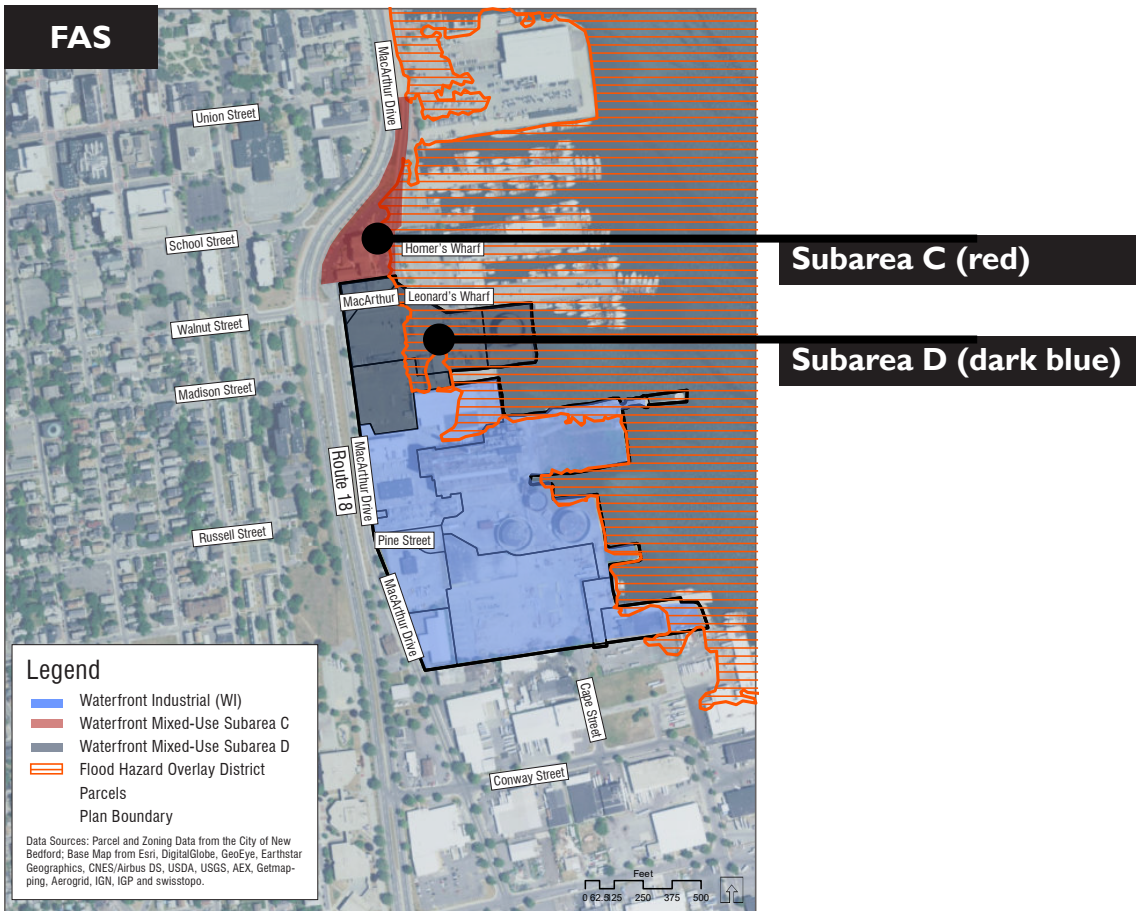 FAS
MacArthur Drive
Union Street
School Street
Homer's Wharf
Subarea C (red)
MacArthur
Leonard's Wharf
Walnut Street
Subarea D (dark blue)
Madison Street
Route 18
MacArthur Drive
Russell Street
Pine Street
MacArthur Drive
Legend
Waterfront Industrial (WI)
Waterfront Mixed-Use Subarea C
Waterfront Mixed-Use Subarea D
Flood Hazard Overlay District
Parcels
Plan Boundary
Data Sources: Parcel and Zoning Data from the City of New
Bedford; Base Map from Esri, DigitalGlobe, GeoEye, Earthstar
Geographics, CNES/Airbus DS, USDA, USGS, AEX, Getmap-
ping, Aerogrid, IGN, IGP and swisstopo.
Cape Street
Conway Street
Feet
0 62.5125 250 375 500